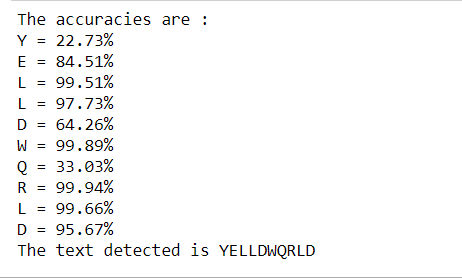 The accuracies are :
Y = 22.73%
E = 84.51%
L = 99.51%
L = 97.73%
D = 64.26%
W = 99.89%
Q = 33.03%
R = 99.94%
L = 99.66%
D = 95.67%
The text detected is YELLDWQRLD